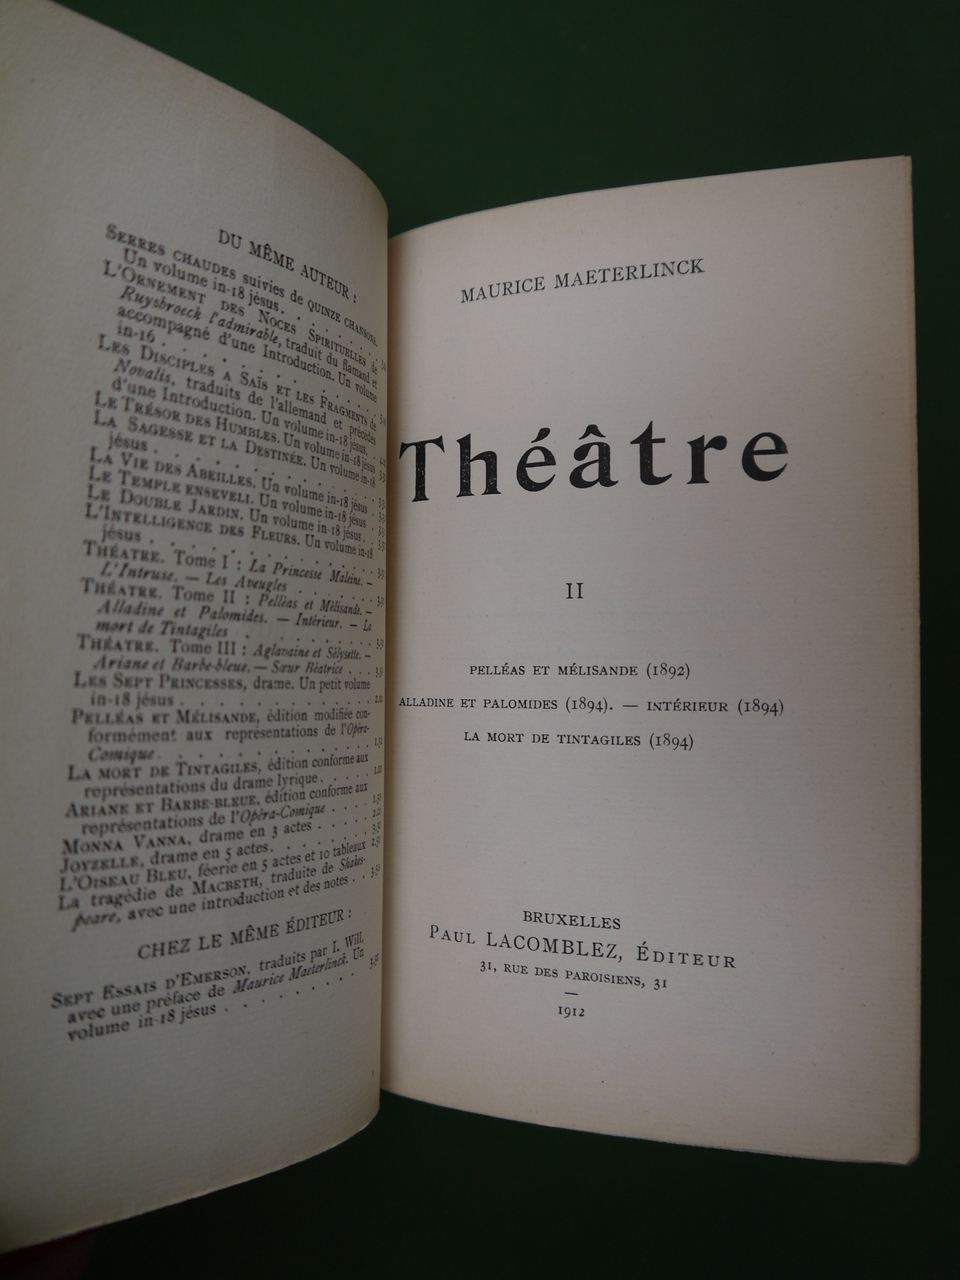 DU MÊME AUTEUR :
SERRES CHAUDES suivies de QUINZE CHANSONS.
Un volume in-18 jésus. . . . . . . .
L'ORNEMENT DES NOCES SPIRITUELLES de
Ruysbroeck l'admirable, traduit du flamand et
accompagné d'une Introduction. Un volume
in-16 . . . . . . . . . . . .
LES DISCIPLES A SAÏS ET LES FRAGMENTS de
Novalis, traduits de l'allemand et précédés
d'une Introduction. Un volume in-18 jésus.
LE TRÉSOR DES HUMBLES. Un volume in-18 jésus
LA SAGESSE ET LA DESTINÉE. Un volume in-18
jésus . . . . . . . . . . . .
LA VIE DES ABEILLES. Un volume in-18 jésus .
LE TEMPLE ENSEVELI. Un volume in-18 jésus .
LE DOUBLE JARDIN. Un volume in-18 jésus. .
L'INTELLIGENCE DES FLEURS. Un volume in-18
jésus . . . . . . . . . . . .
THÉATRE. Tome I : La Princesse Maleine. —
L'Intruse. — Les Aveugles . . . . . .
THÉATRE. Tome II : Pelléas et Mélisande. —
Alladine et Palomides. — Intérieur. — La
mort de Tintagiles . . . . . . . .
THÉATRE. Tome III : Aglavaine et Sélysette. —
Ariane et Barbe-bleue. — Sœur Béatrice . . .
LES SEPT PRINCESSES, drame. Un petit volume
in-18 jésus . . . . . . . . . . .
PELLÉAS ET MÉLISANDE, édition modifiée con-
formément aux représentations de l'Opéra-
Comique. . . . . . . . . . . .
LA MORT DE TINTAGILES, édition conforme aux
représentations du drame lyrique. . . . .
ARIANE ET BARBE-BLEUE, édition conforme aux
représentations de l'Opéra-Comique . . . .
MONNA VANNA, drame en 3 actes . . . . .
JOYZELLE, drame en 5 actes. . . . . . .
L'OISEAU BLEU, féerie en 5 actes et 10 tableaux
La tragédie de MACBETH, traduite de Shakes-
peare, avec une introduction et des notes . .
CHEZ LE MÊME ÉDITEUR :
SEPT ESSAIS D'EMERSON, traduits par I. Will,
avec une préface de Maurice Maeterlinck. Un
volume in-18 jésus . . . . . . . .
MAURICE MAETERLINCK
Théâtre
II
PELLÉAS ET MÉLISANDE (1892)
ALLADINE ET PALOMIDES (1894). — INTÉRIEUR (1894)
LA MORT DE TINTAGILES (1894)
BRUXELLES
PAUL LACOMBLEZ, ÉDITEUR
31, RUE DES PAROISIENS, 31
1912